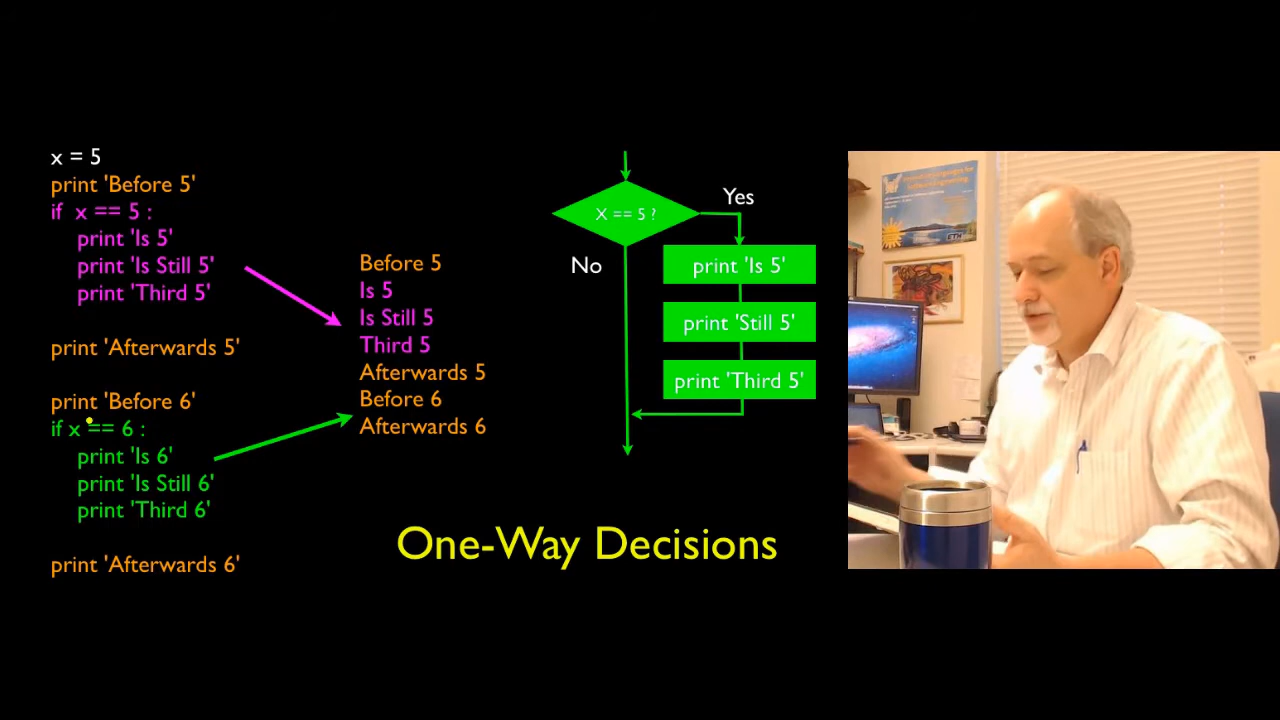 x = 5
print 'Before 5'
if x == 5 :
print 'Is 5'
print 'Is Still 5'
print 'Third 5'
print 'Afterwards 5'
print 'Before 6'
if x == 6 :
print 'Is 6'
print 'Is Still 6'
print 'Third 6'
print 'Afterwards 6'
Before 5
Is 5
Is Still 5
Third 5
Afterwards 5
Before 6
Afterwards 6
X == 5 ?
Yes
No
print 'Is 5'
print 'Still 5'
print 'Third 5'
One-Way Decisions